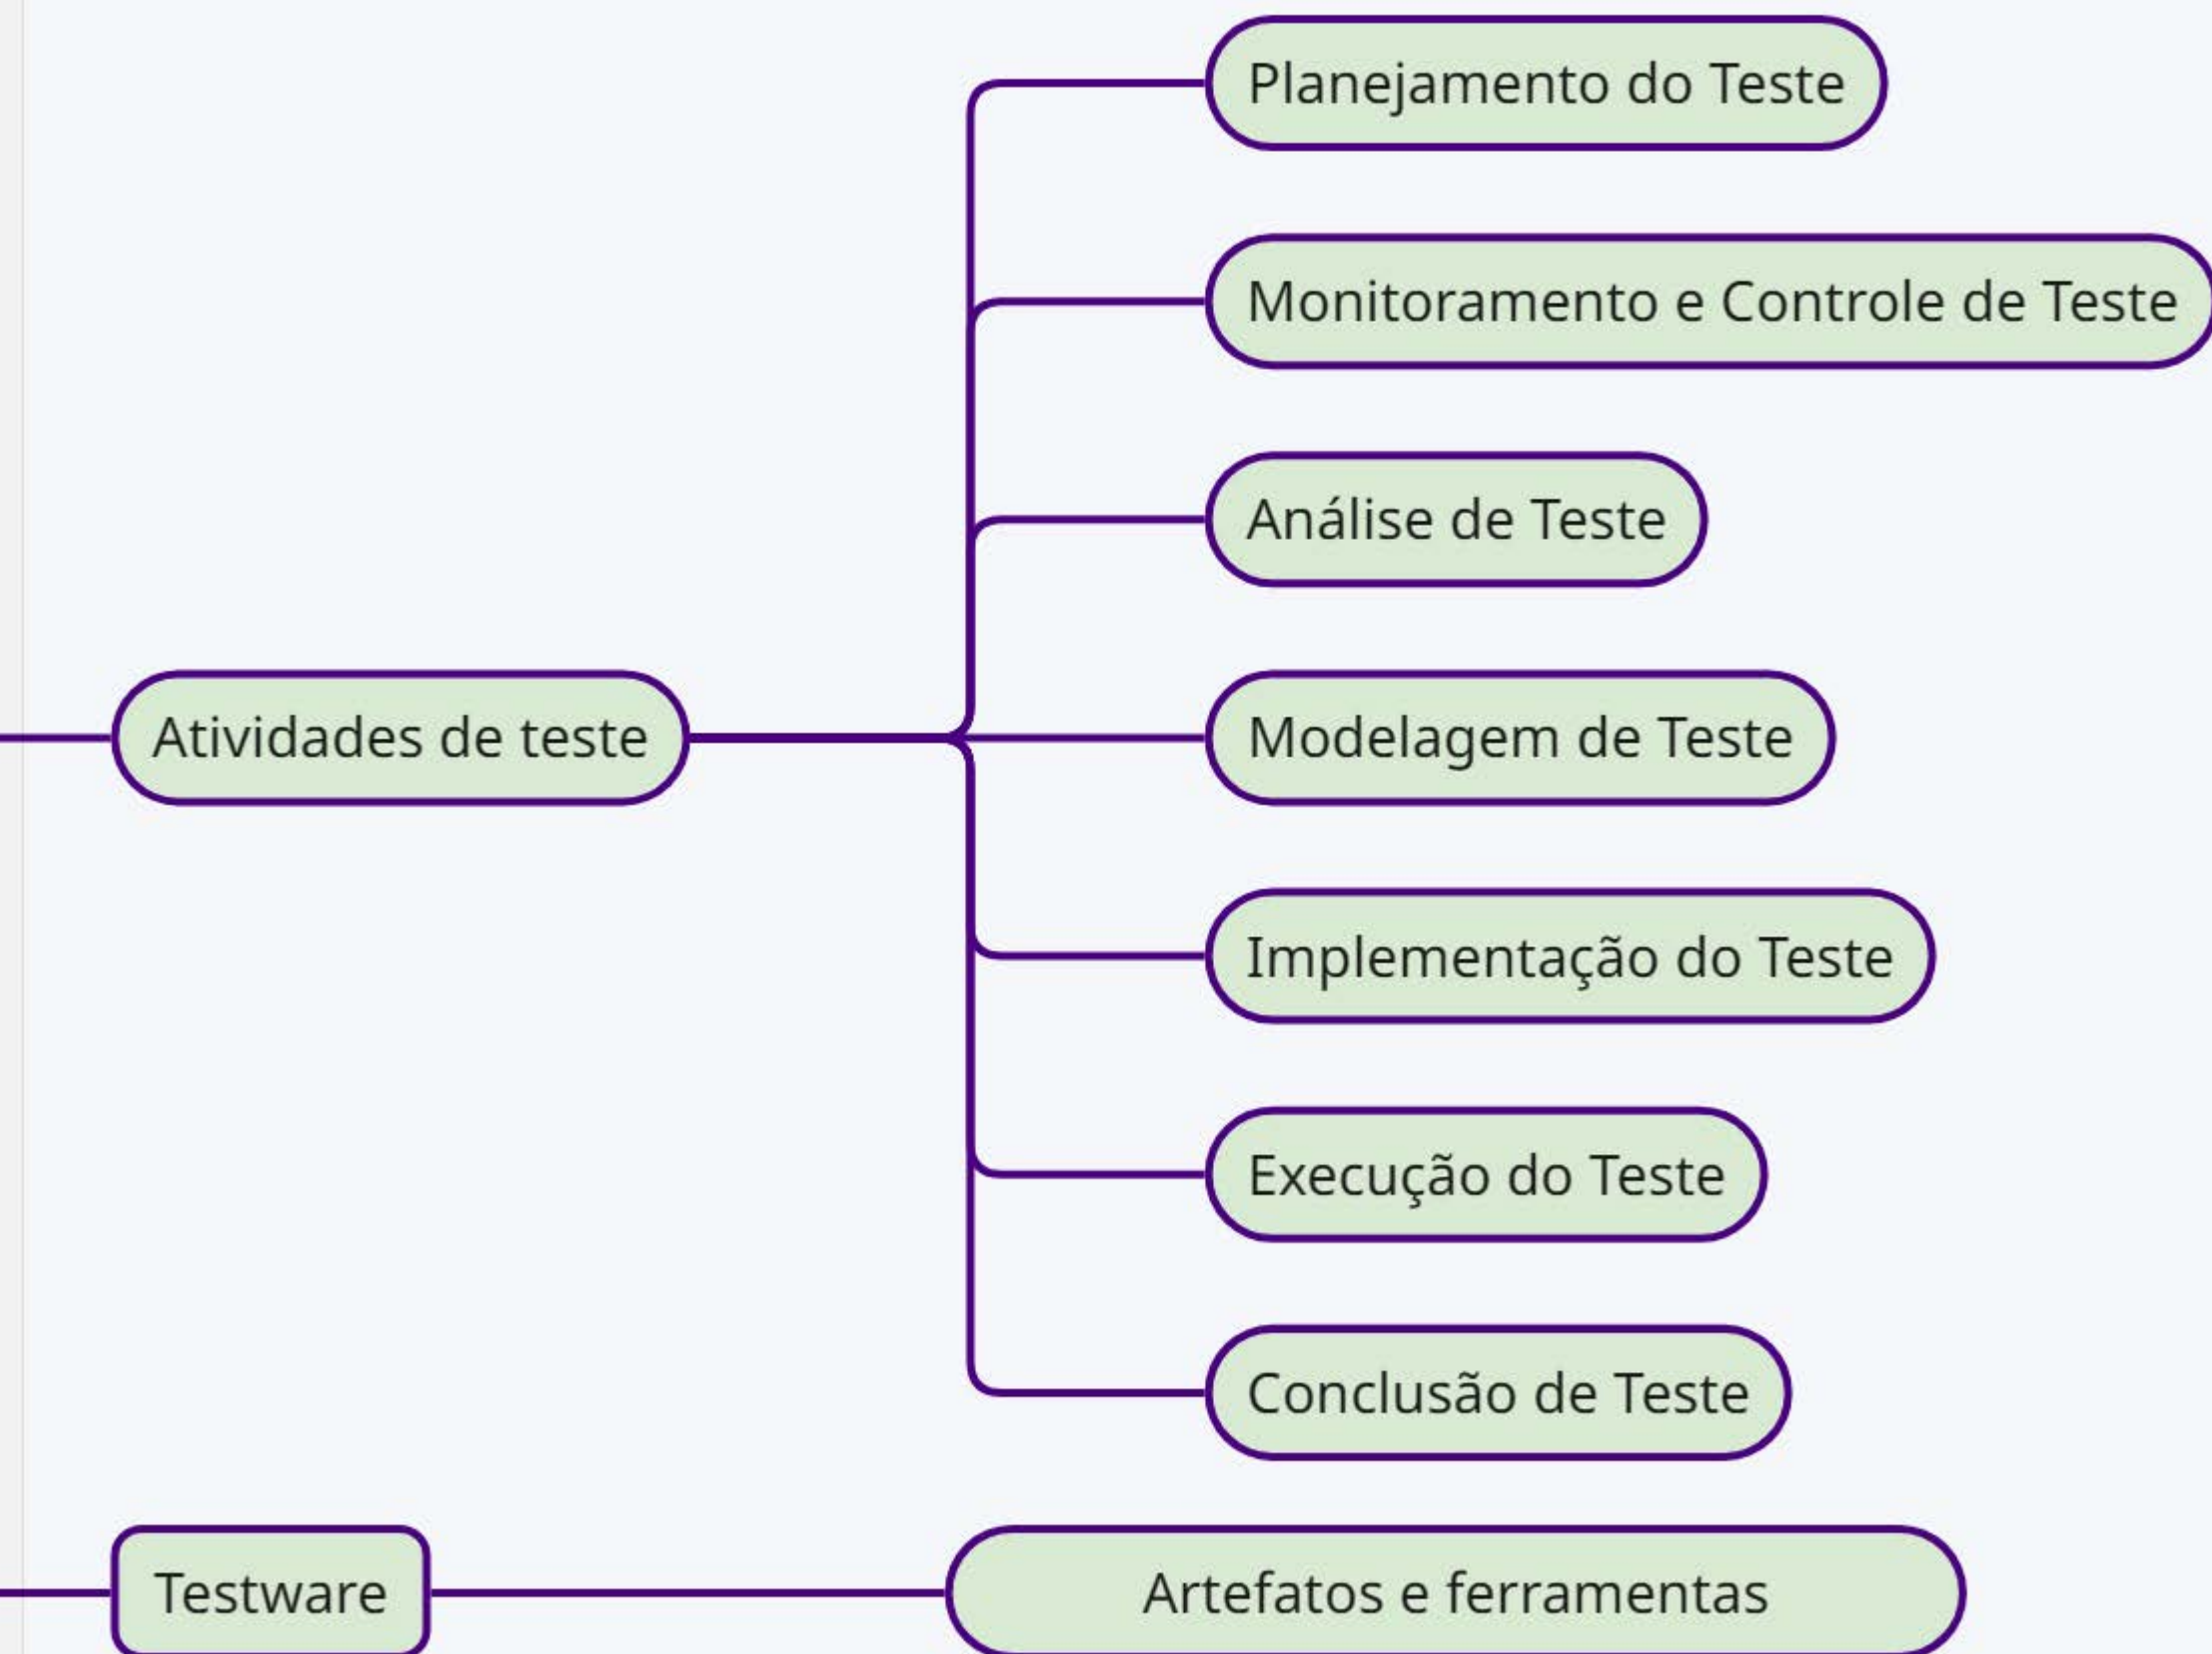 Planejamento do Teste
Monitoramento e Controle de Teste
Análise de Teste
Atividades de teste
Modelagem de Teste
Implementação do Teste
Execução do Teste
Conclusão de Teste
Testware
Artefatos e ferramentas